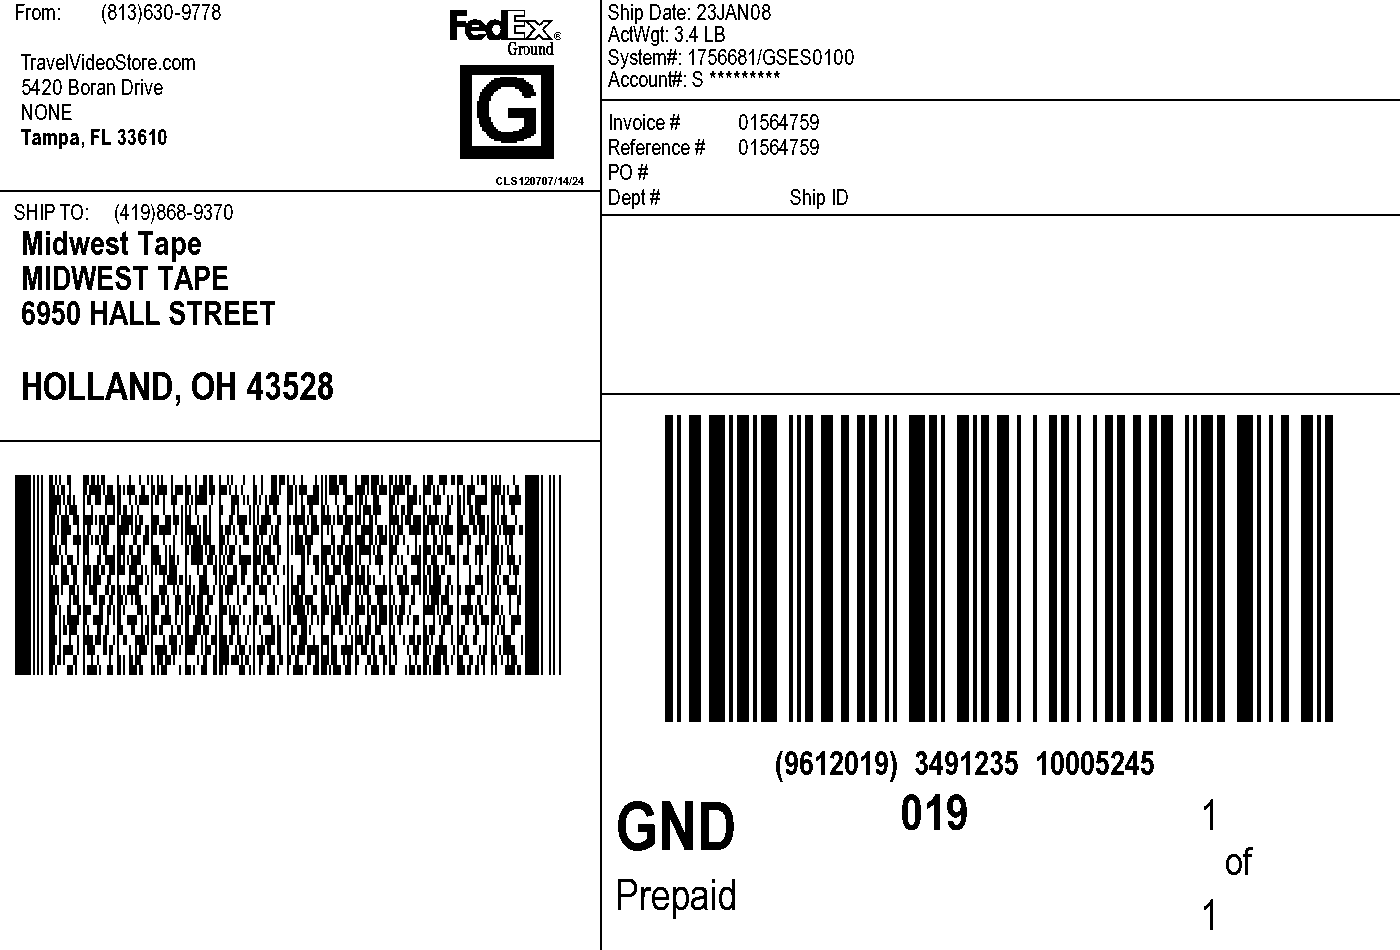 From: (813)630-9778
TravelVideoStore.com
5420 Boran Drive
NONE
Tampa, FL 33610
FedEx®
Ground
G
CLS120707/14/24
SHIP TO: (419)868-9370
Midwest Tape
MIDWEST TAPE
6950 HALL STREET
HOLLAND, OH 43528
Ship Date: 23JAN08
ActWgt: 3.4 LB
System#: 1756681/GSES0100
Account#: S *********
Invoice # 01564759
Reference # 01564759
PO #
Dept # Ship ID
(9612019) 3491235 10005245
GND 019 1
of
Prepaid 1